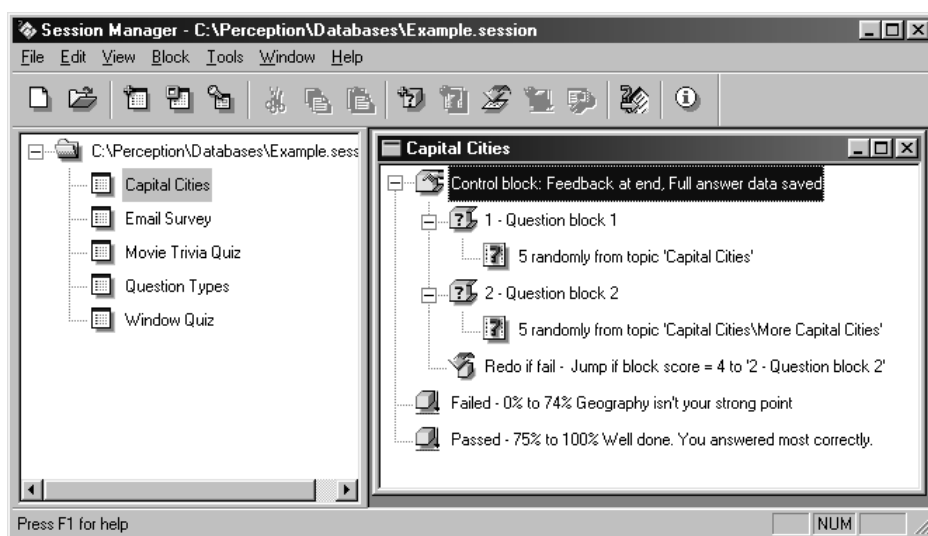 Session Manager - C:\Perception\Databases\Example.session
File Edit View Block Tools Window Help
C:\Perception\Databases\Example.sess
Capital Cities
Email Survey
Movie Trivia Quiz
Question Types
Window Quiz
Capital Cities
Control block: Feedback at end, Full answer data saved
1 - Question block 1
5 randomly from topic 'Capital Cities'
2 - Question block 2
5 randomly from topic 'Capital Cities\More Capital Cities'
Redo if fail - Jump if block score = 4 to '2 - Question block 2'
Failed - 0% to 74% Geography isn't your strong point
Passed - 75% to 100% Well done. You answered most correctly.
Press F1 for help
NUM